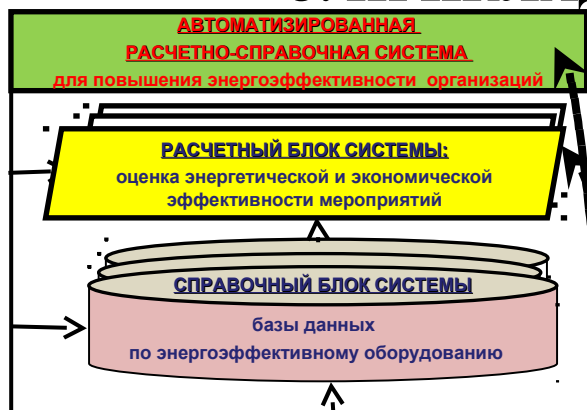 АВТОМАТИЗИРОВАННАЯ
РАСЧЕТНО-СПРАВОЧНАЯ СИСТЕМА
для повышения энергоэффективности организаций
РАСЧЕТНЫЙ БЛОК СИСТЕМЫ:
оценка энергетической и экономической
эффективности мероприятий
СПРАВОЧНЫЙ БЛОК СИСТЕМЫ
базы данных
по энергоэффективному оборудованию